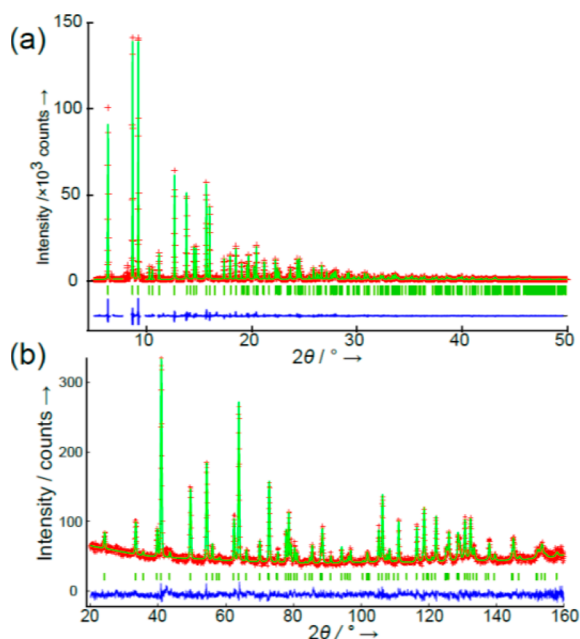 (a)
150
100
50
0
Intensity /×10³ counts →
10 20 30 40 50
2θ / ° →
(b)
300
200
100
0
Intensity / counts →
20 40 60 80 100 120 140 160
2θ / ° →